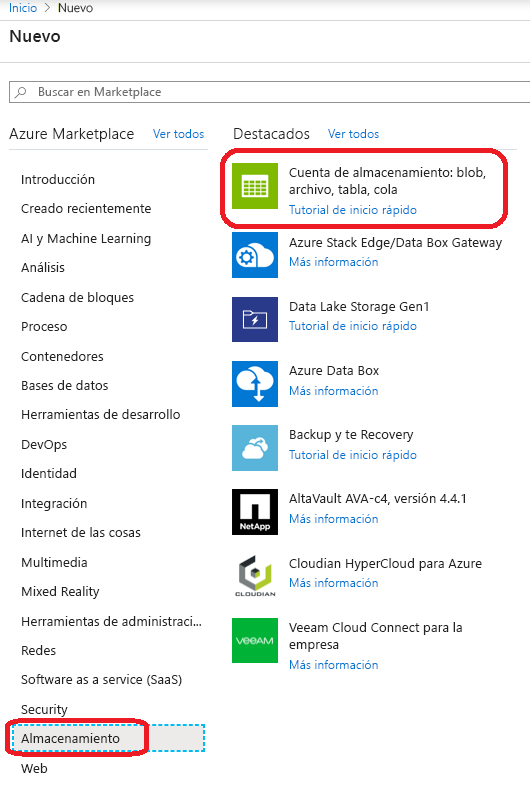 Inicio > Nuevo
Nuevo
Buscar en Marketplace
Azure Marketplace Ver todos
Introducción
Creado recientemente
AI y Machine Learning
Análisis
Cadena de bloques
Proceso
Contenedores
Bases de datos
Herramientas de desarrollo
DevOps
Identidad
Integración
Internet de las cosas
Multimedia
Mixed Reality
Herramientas de administraci...
Redes
Software as a service (SaaS)
Security
Almacenamiento
Web
Destacados Ver todos
Cuenta de almacenamiento: blob,
archivo, tabla, cola
Tutorial de inicio rápido
Azure Stack Edge/Data Box Gateway
Más información
Data Lake Storage Gen1
Tutorial de inicio rápido
Azure Data Box
Más información
Backup y te Recovery
Tutorial de inicio rápido
NetApp
AltaVault AVA-c4, versión 4.4.1
Más información
CLOUDIAN
Cloudian HyperCloud para Azure
Más información
veeam
Veeam Cloud Connect para la
empresa
Más información